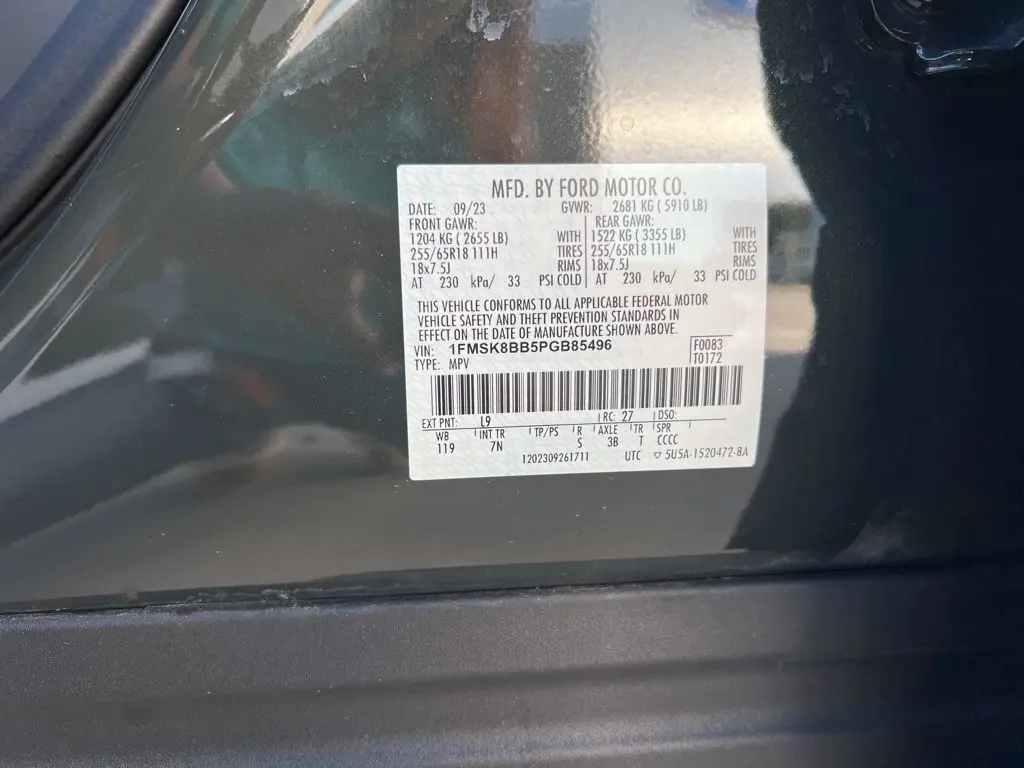 MFD. BY FORD MOTOR CO.
DATE: 09/23 GVWR: 2681 KG ( 5910 LB)
FRONT GAWR: REAR GAWR:
1204 KG ( 2655 LB) WITH 1522 KG ( 3355 LB) WITH
255/65R18 111H TIRES 255/65R18 111H TIRES
18x7.5J RIMS 18x7.5J RIMS
AT 230 kPa/ 33 PSI COLD AT 230 kPa/ 33 PSI COLD
THIS VEHICLE CONFORMS TO ALL APPLICABLE FEDERAL MOTOR
VEHICLE SAFETY AND THEFT PREVENTION STANDARDS IN
EFFECT ON THE DATE OF MANUFACTURE SHOWN ABOVE.
VIN: 1FMSK8BB5PGB85496 F0083
TYPE: MPV T0172
EXT PNT: L9 RC: 27 DSO:
WB INT TR TP/PS R AXLE TR SPR
119 7N S 3B T CCCC
1202309261711 UTC ▽ 5U5A-1520472-BA